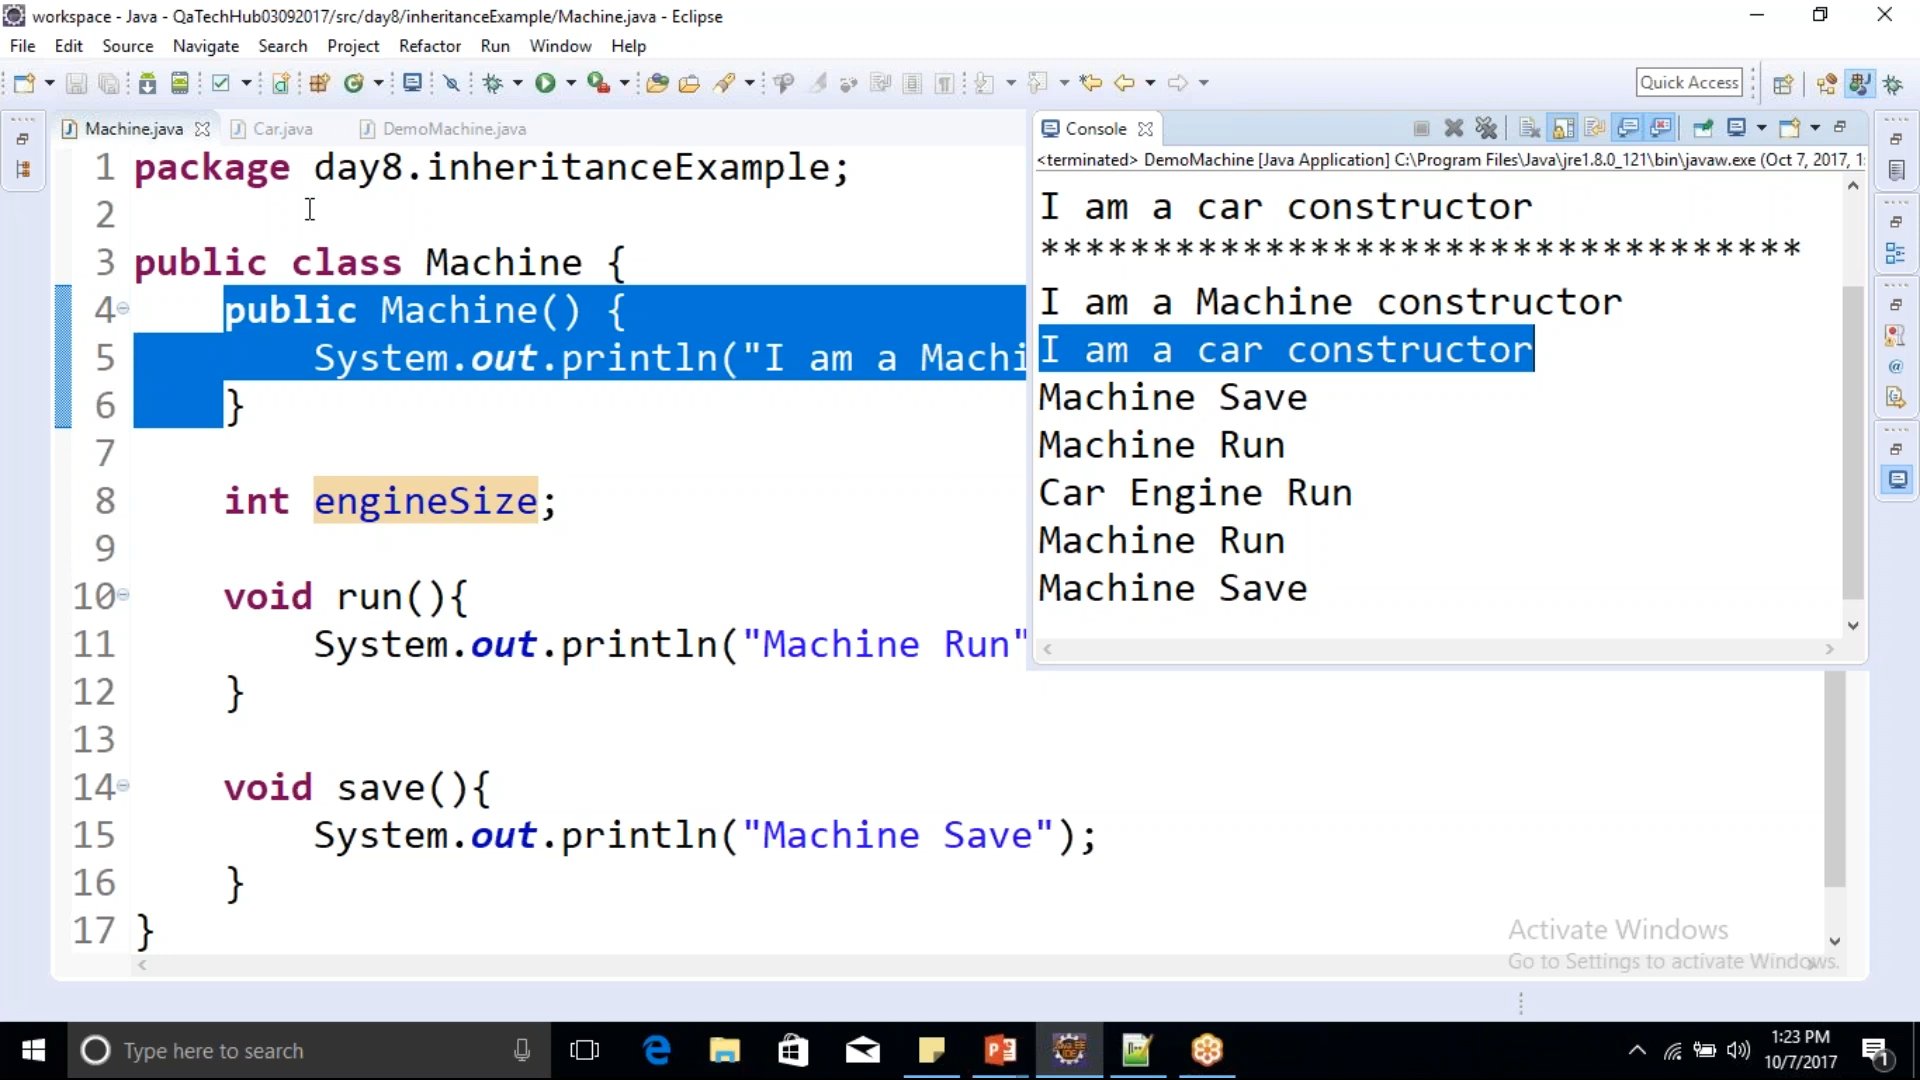 workspace - Java - QaTechHub03092017/src/day8/inheritanceExample/Machine.java - Eclipse
File Edit Source Navigate Search Project Refactor Run Window Help
Quick Access
Machine.java Car.java DemoMachine.java
1 package day8.inheritanceExample;
2
3 public class Machine {
4 public Machine() {
5 System.out.println("I am a Machi
6 }
7
8 int engineSize;
9
10 void run(){
11 System.out.println("Machine Run"
12 }
13
14 void save(){
15 System.out.println("Machine Save");
16 }
17 }
Console
<terminated> DemoMachine [Java Application] C:\Program Files\Java\jre1.8.0_121\bin\javaw.exe (Oct 7, 2017, 1:
I am a car constructor
**********************************
I am a Machine constructor
I am a car constructor
Machine Save
Machine Run
Car Engine Run
Machine Run
Machine Save
Activate Windows
Go to Settings to activate Windows.
Type here to search
1:23 PM
10/7/2017
1